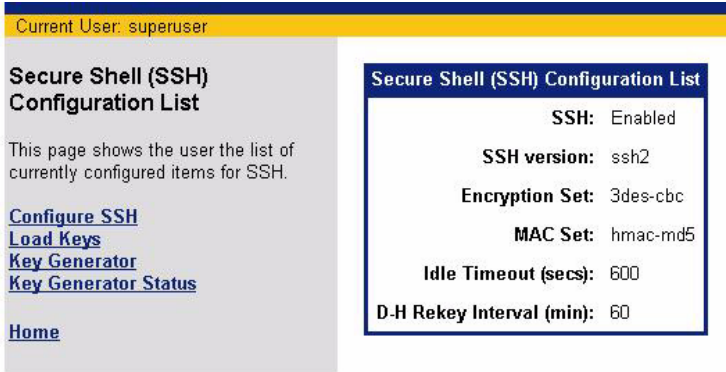 Current User: superuser
Secure Shell (SSH)
Configuration List
This page shows the user the list of
currently configured items for SSH.
Configure SSH
Load Keys
Key Generator
Key Generator Status
Home
Secure Shell (SSH) Configuration List
SSH: Enabled
SSH version: ssh2
Encryption Set: 3des-cbc
MAC Set: hmac-md5
Idle Timeout (secs): 600
D-H Rekey Interval (min): 60